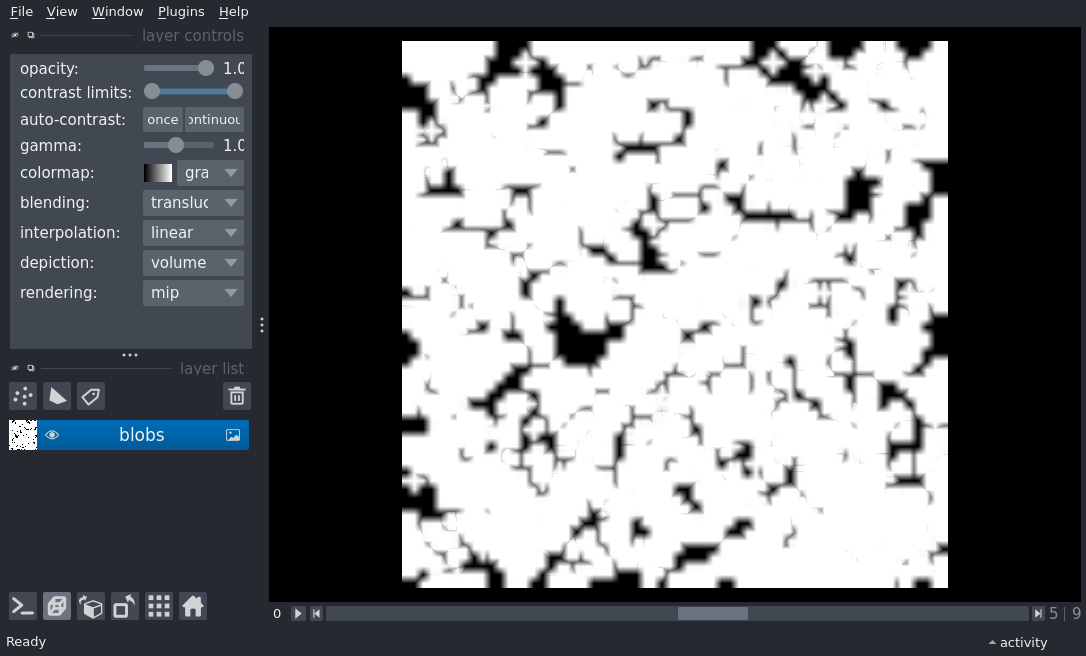 File View Window Plugins Help
layer controls
opacity: 1.0
contrast limits:
auto-contrast: once ontinuou
gamma: 1.0
colormap: gra
blending: transluc
interpolation: linear
depiction: volume
rendering: mip
layer list
blobs
0 5 | 9
Ready activity